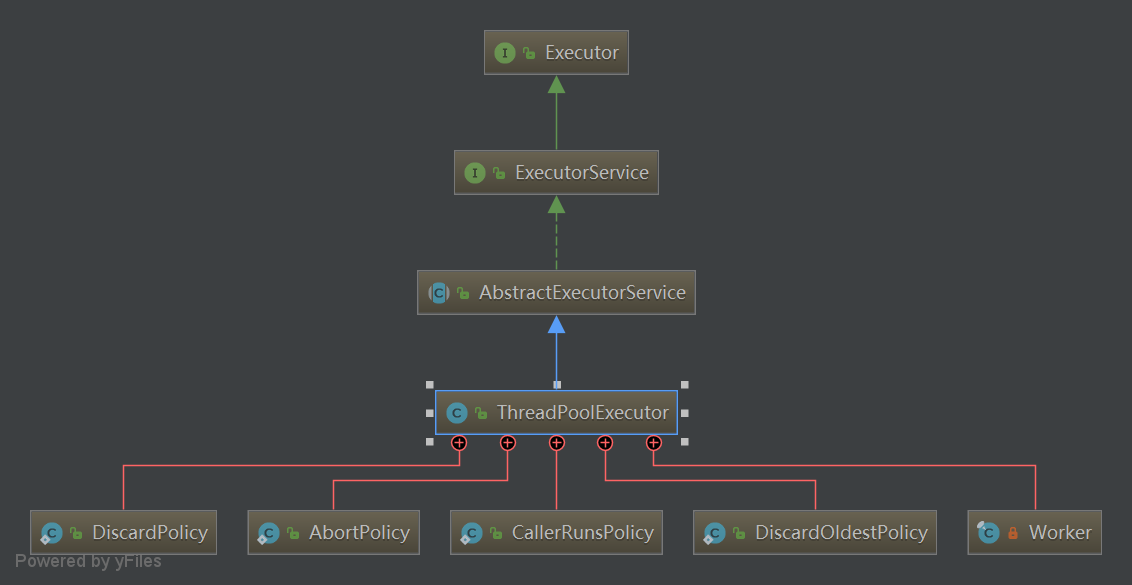 Executor
ExecutorService
AbstractExecutorService
ThreadPoolExecutor
DiscardPolicy AbortPolicy CallerRunsPolicy DiscardOldestPolicy Worker
Powered by yFiles